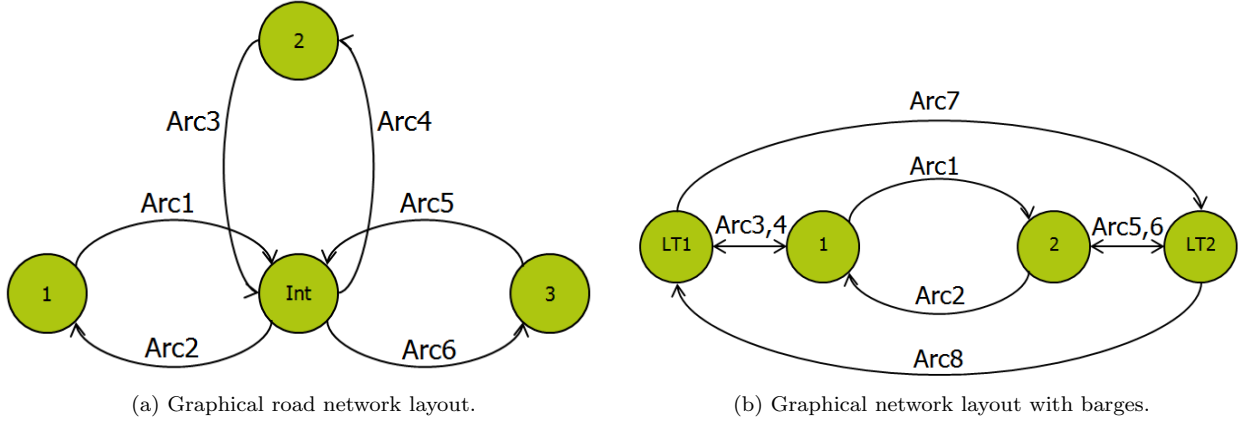 2
Arc3
Arc4
Arc1
Arc5
1
Int
3
Arc2
Arc6
(a) Graphical road network layout.
Arc7
Arc1
Arc3,4
Arc5,6
LT1
1
2
LT2
Arc2
Arc8
(b) Graphical network layout with barges.